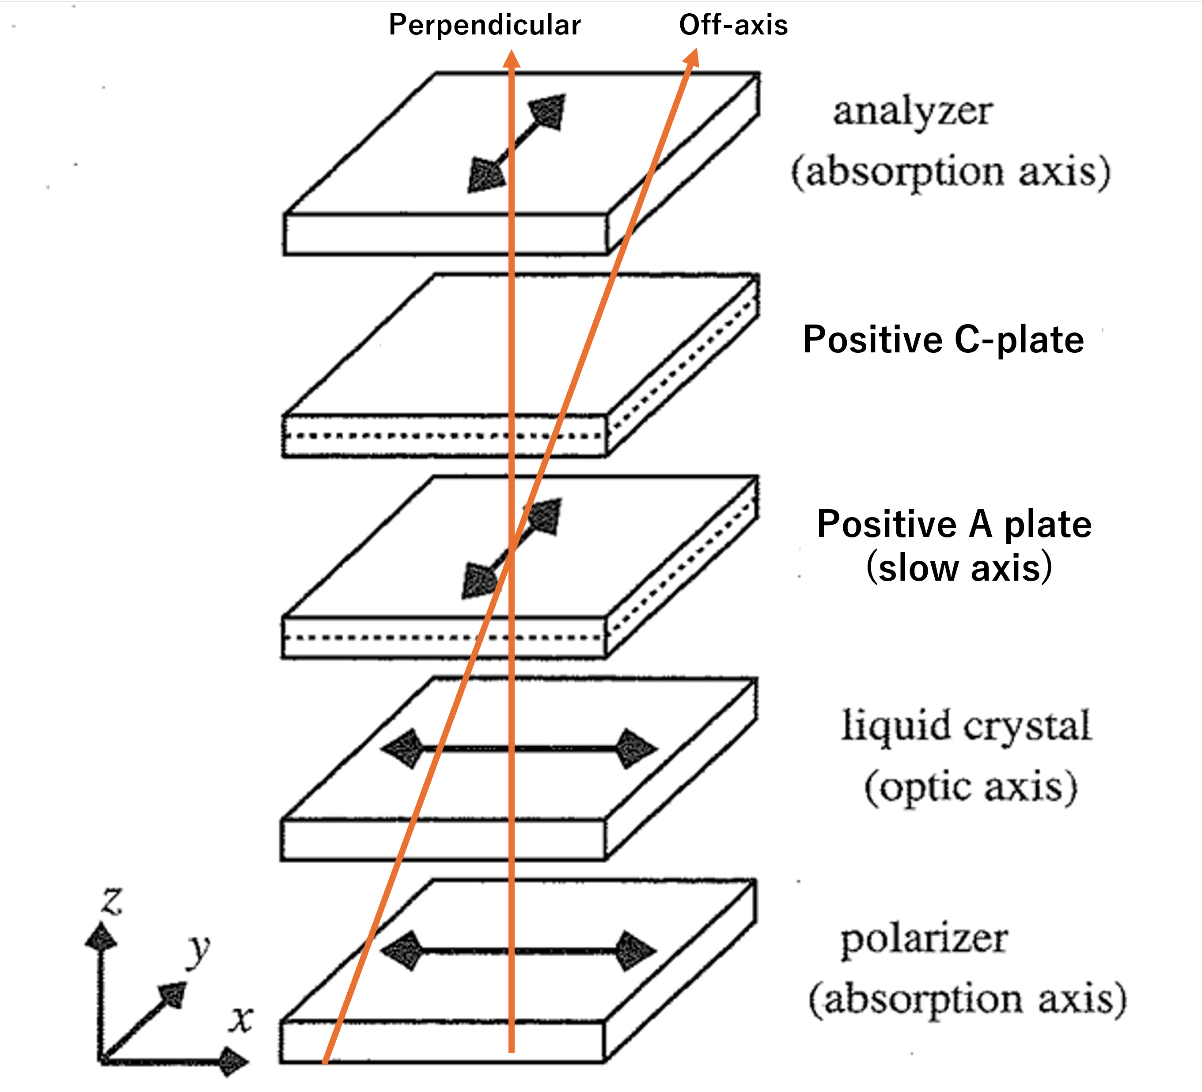 Perpendicular
Off-axis
analyzer
(absorption axis)
Positive C-plate
Positive A plate
(slow axis)
liquid crystal
(optic axis)
z
y
x
polarizer
(absorption axis)